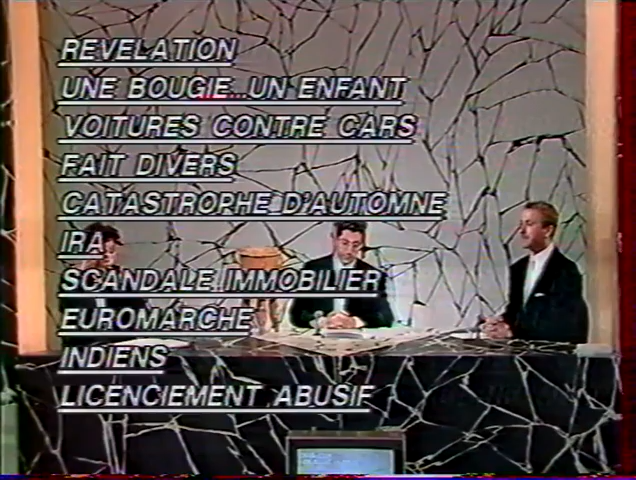 REVELATION
UNE BOUGIE...UN ENFANT
VOITURES CONTRE CARS
FAIT DIVERS
CATASTROPHE D'AUTOMNE
IRA
SCANDALE IMMOBILIER
EUROMARCHE
INDIENS
LICENCIEMENT ABUSIF